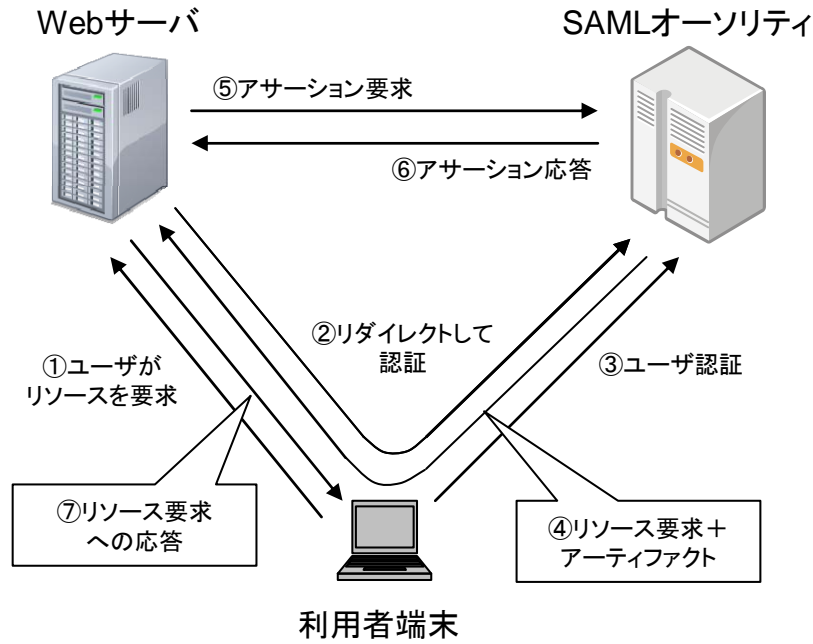 Webサーバ
SAMLオーソリティ
⑤アサーション要求
⑥アサーション応答
②リダイレクトして
認証
①ユーザが
リソースを要求
③ユーザ認証
⑦リソース要求
への応答
④リソース要求＋
アーティファクト
利用者端末